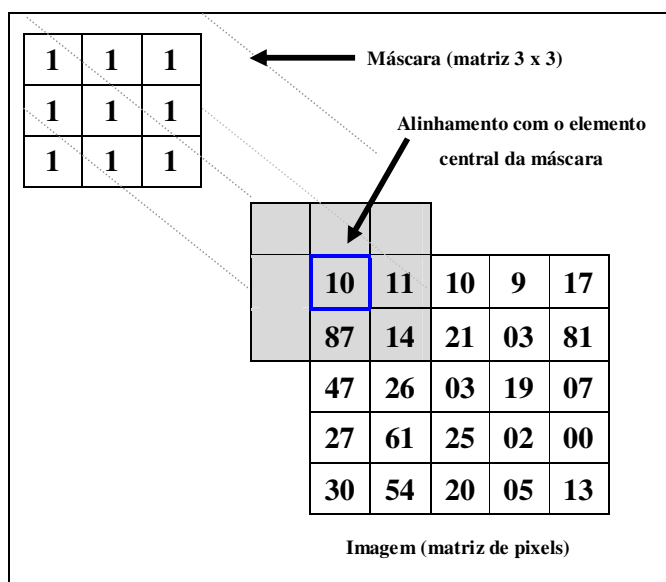 1 1 1
Máscara (matriz 3 x 3)
1 1 1
1 1 1
Alinhamento com o elemento
central da máscara
10 11 10 9 17
87 14 21 03 81
47 26 03 19 07
27 61 25 02 00
30 54 20 05 13
Imagem (matriz de pixels)